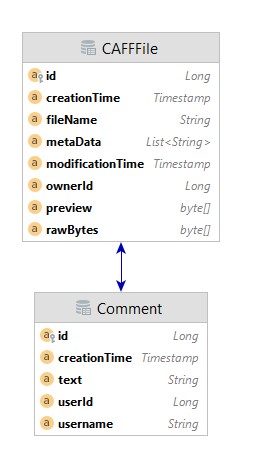 CAFFFile
id Long
creationTime Timestamp
fileName String
metaData List<String>
modificationTime Timestamp
ownerId Long
preview byte[]
rawBytes byte[]
Comment
id Long
creationTime Timestamp
text String
userId Long
username String